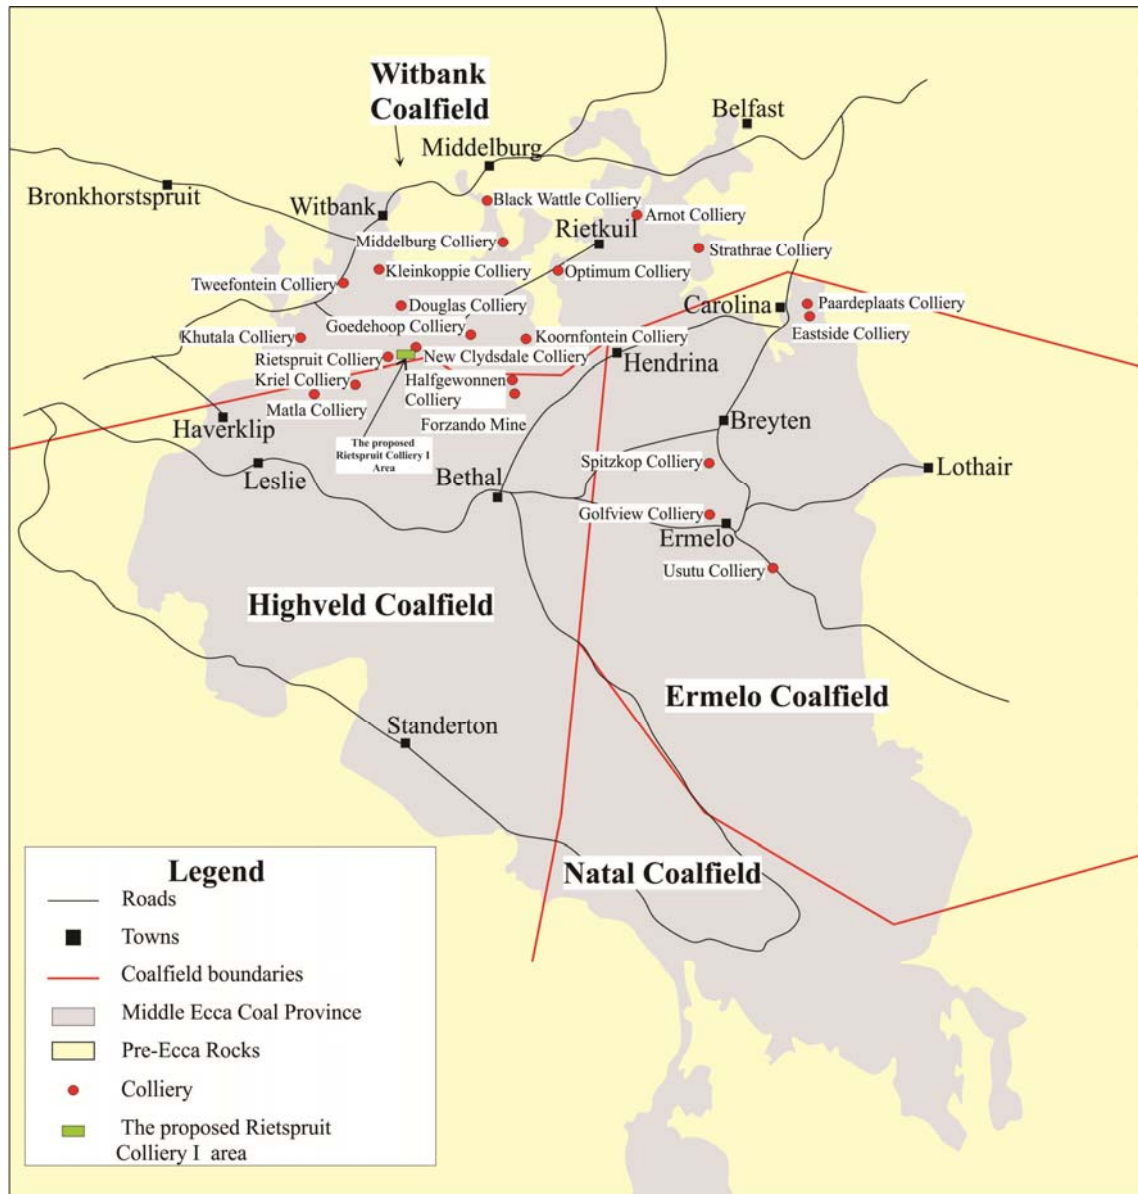 Witbank
Coalfield
Belfast
Middelburg
Bronkhorstspruit
Witbank
Black Wattle Colliery
Arnot Colliery
Rietkuil
Middelburg Colliery
Strathrae Colliery
Kleinkoppie Colliery
Optimum Colliery
Tweefontein Colliery
Douglas Colliery
Carolina
Paardeplaats Colliery
Goedehoop Colliery
Eastside Colliery
Khutala Colliery
Koornfontein Colliery
Rietspruit Colliery
New Clydsdale Colliery
Hendrina
Kriel Colliery
Halfgewonnen
Colliery
Matla Colliery
Forzando Mine
Haverklip
Breyten
The proposed
Rietspruit Colliery I
Area
Leslie
Bethal
Spitzkop Colliery
Lothair
Golfview Colliery
Ermelo
Usutu Colliery
Highveld Coalfield
Ermelo Coalfield
Standerton
Natal Coalfield
Legend
Roads
Towns
Coalfield boundaries
Middle Ecca Coal Province
Pre-Ecca Rocks
Colliery
The proposed Rietspruit
Colliery I area